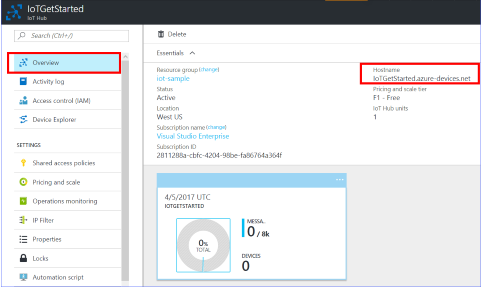 IoTGetStarted
IoT Hub
Search (Ctrl+/)
Overview
Activity log
Access control (IAM)
Device Explorer
SETTINGS
Shared access policies
Pricing and scale
Operations monitoring
IP Filter
Properties
Locks
Automation script
Delete
Essentials
Resource group (change)
iot-sample
Status
Active
Location
West US
Subscription name (change)
Visual Studio Enterprise
Subscription ID
2811288a-cbfc-4204-98be-fa86764a364f
Hostname
IoTGetStarted.azure-devices.net
Pricing and scale tier
F1 - Free
IoT Hub units
1
...
4/5/2017 UTC
IOTGETSTARTED
0%
TOTAL
MESSA..
0 / 8k
DEVICES
0